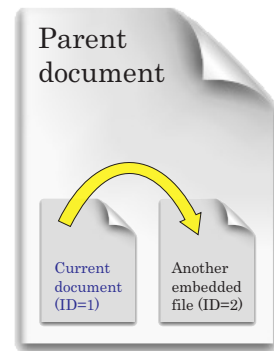 Parent
document
Current
document
(ID=1)
Another
embedded
file (ID=2)